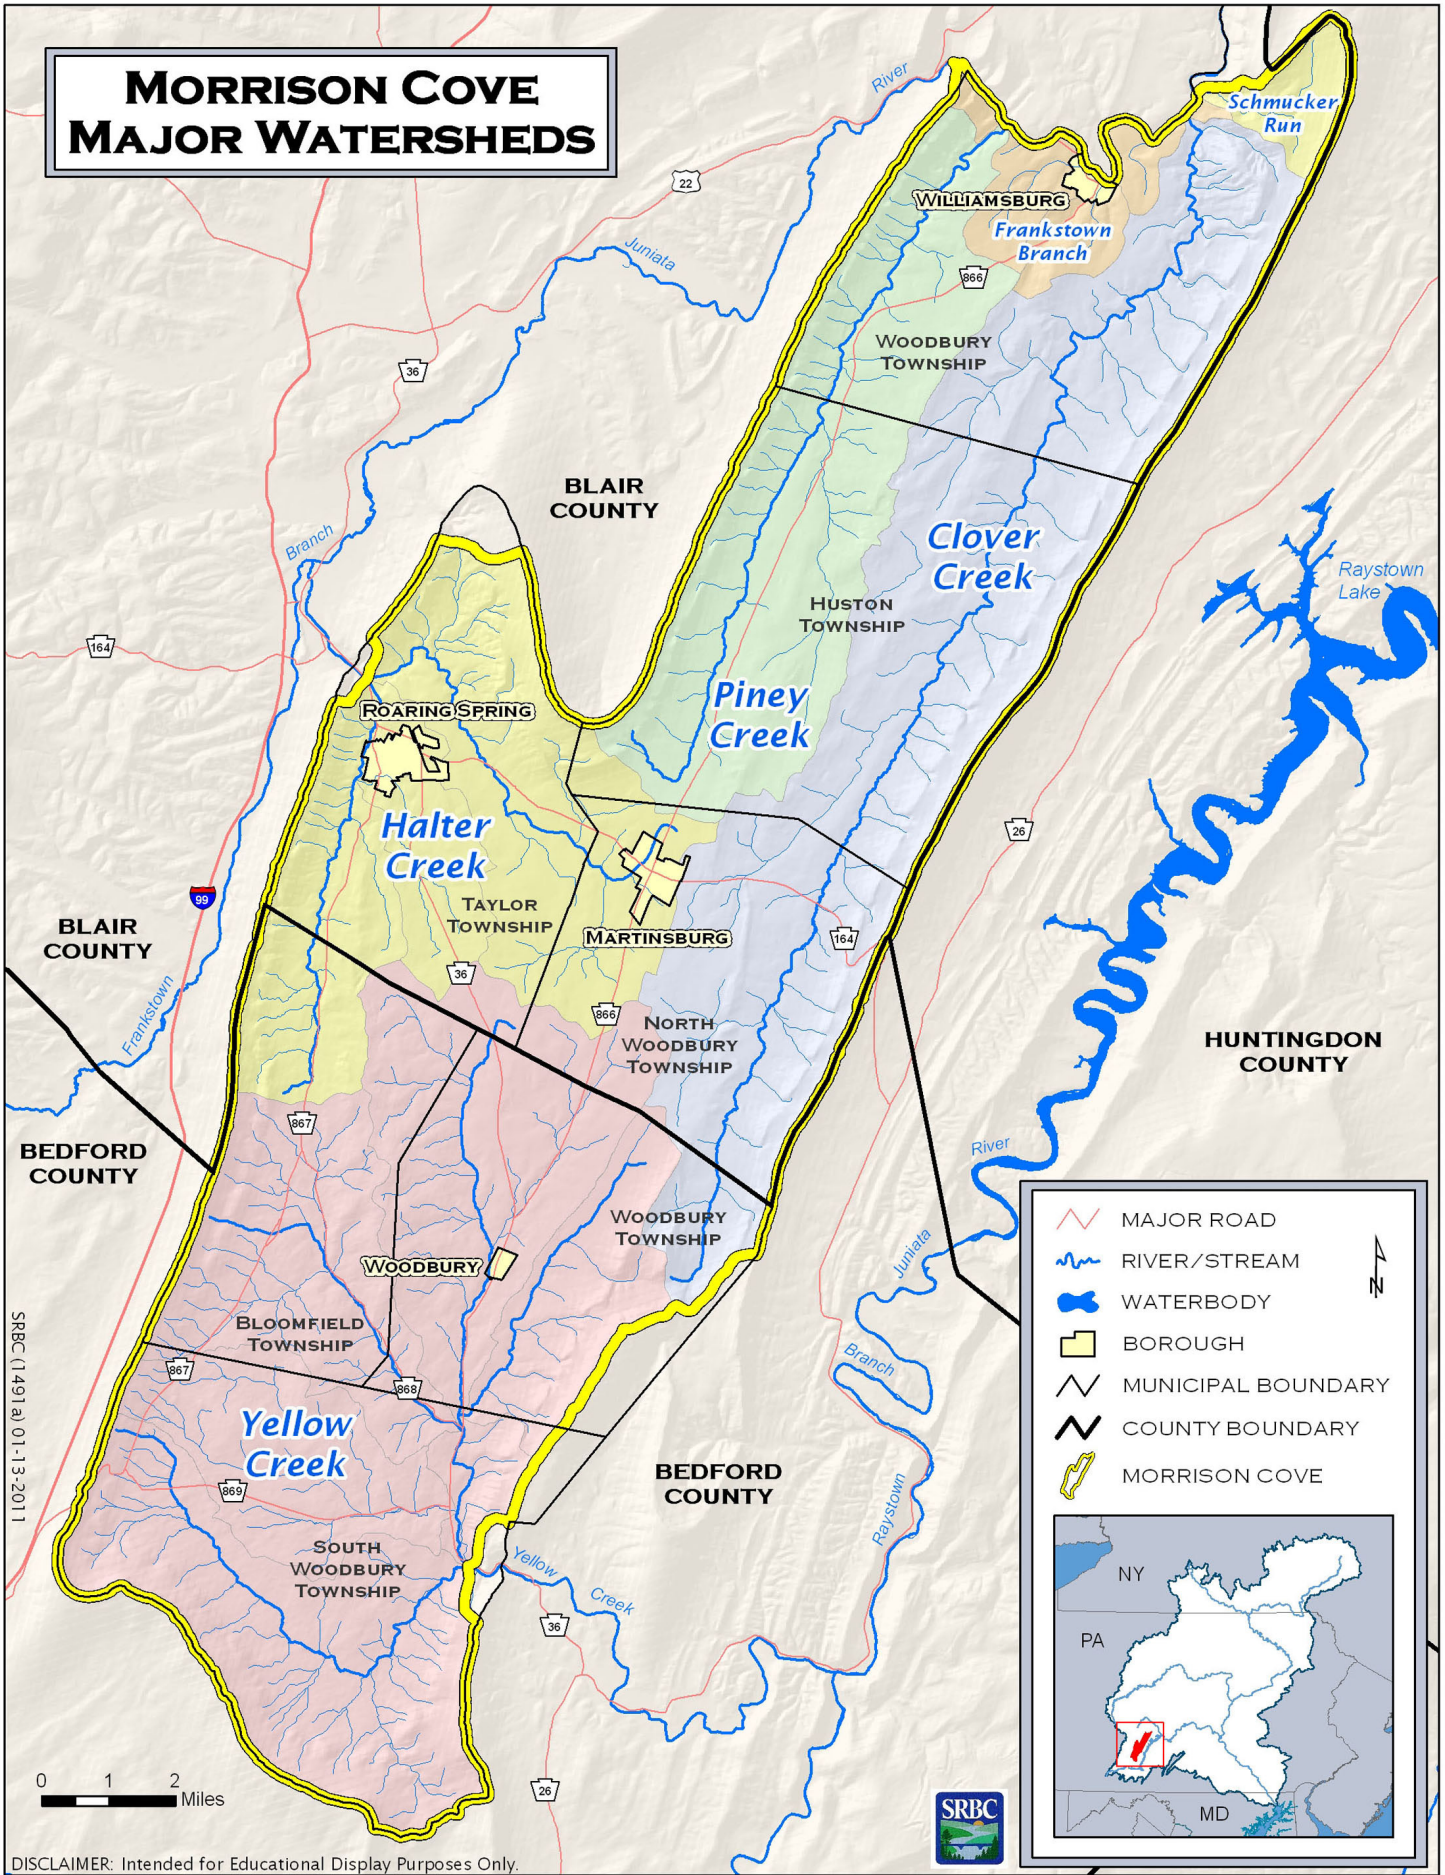 MORRISON COVE
MAJOR WATERSHEDS
River
Schmucker
Run
22
WILLIAMSBURG
Frankstown
Branch
Juniata
866
WOODBURY
TOWNSHIP
36
BLAIR
COUNTY
Clover
Creek
Branch
Raystown
Lake
HUSTON
TOWNSHIP
164
Piney
Creek
ROARING SPRING
Halter
Creek
26
99
TAYLOR
TOWNSHIP
MARTINSBURG
164
BLAIR
COUNTY
36
866
Frankstown
NORTH
WOODBURY
TOWNSHIP
HUNTINGDON
COUNTY
867
BEDFORD
COUNTY
River
WOODBURY
TOWNSHIP
Juniata
WOODBURY
BLOOMFIELD
TOWNSHIP
867
868
Branch
Yellow
Creek
869
BEDFORD
COUNTY
Raystown
SOUTH
WOODBURY
TOWNSHIP
Yellow
Creek
36
26
SRBC (1491a) 01-13-2011
MAJOR ROAD
RIVER/STREAM
N
WATERBODY
BOROUGH
MUNICIPAL BOUNDARY
COUNTY BOUNDARY
MORRISON COVE
NY
PA
MD
0 1 2
Miles
SRBC
DISCLAIMER: Intended for Educational Display Purposes Only.